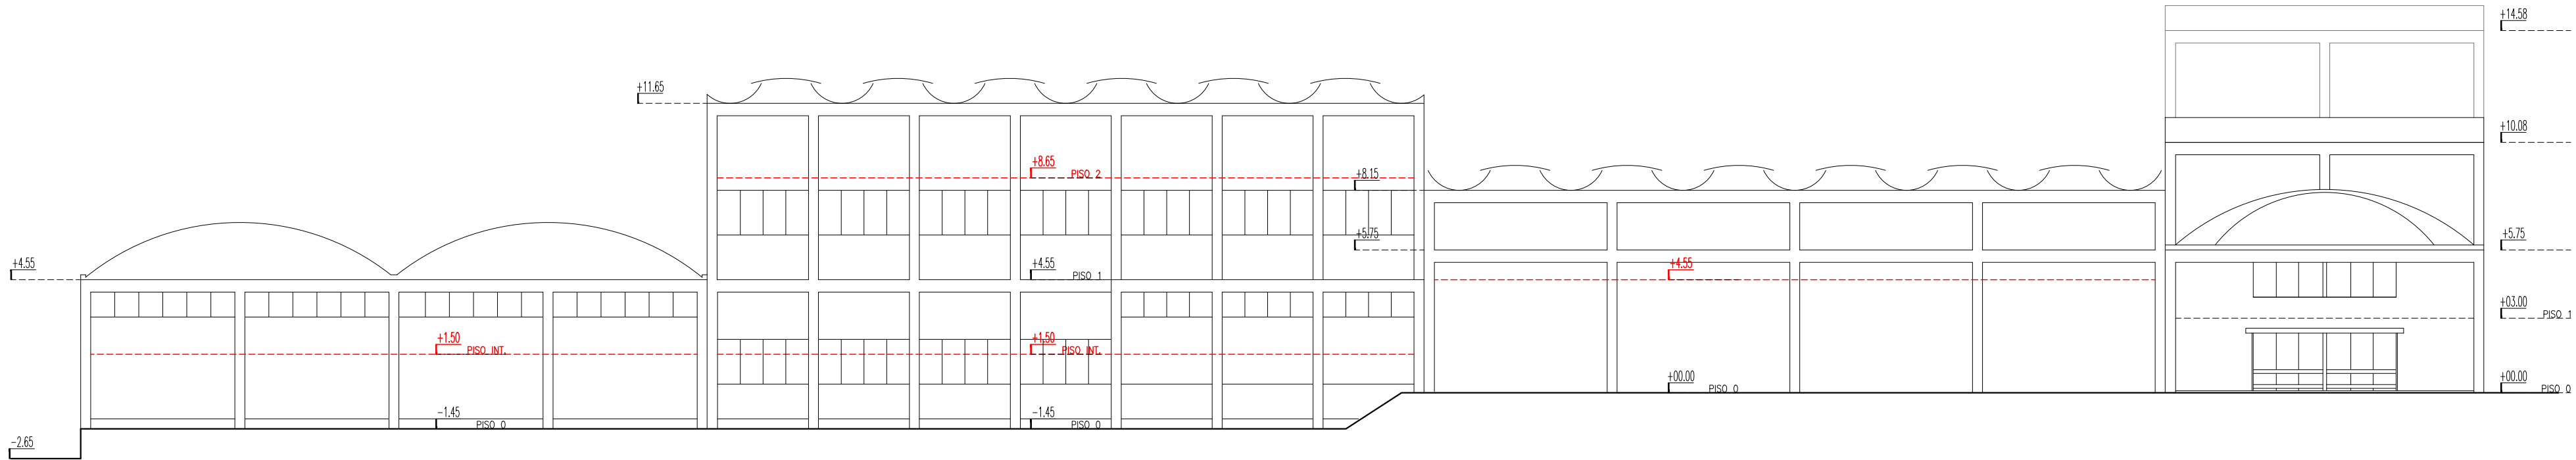 +14.58
+11.65
+10.08
+8.65
PISO 2
+8.15
+5.75
+5.75
+4.55
+4.55
PISO 1
+4.55
+03.00
PISO 1
+1.50
PISO INT.
+1.50
PISO INT.
+00.00
PISO 0
+00.00
PISO 0
-1.45
PISO 0
-1.45
PISO 0
-2.65